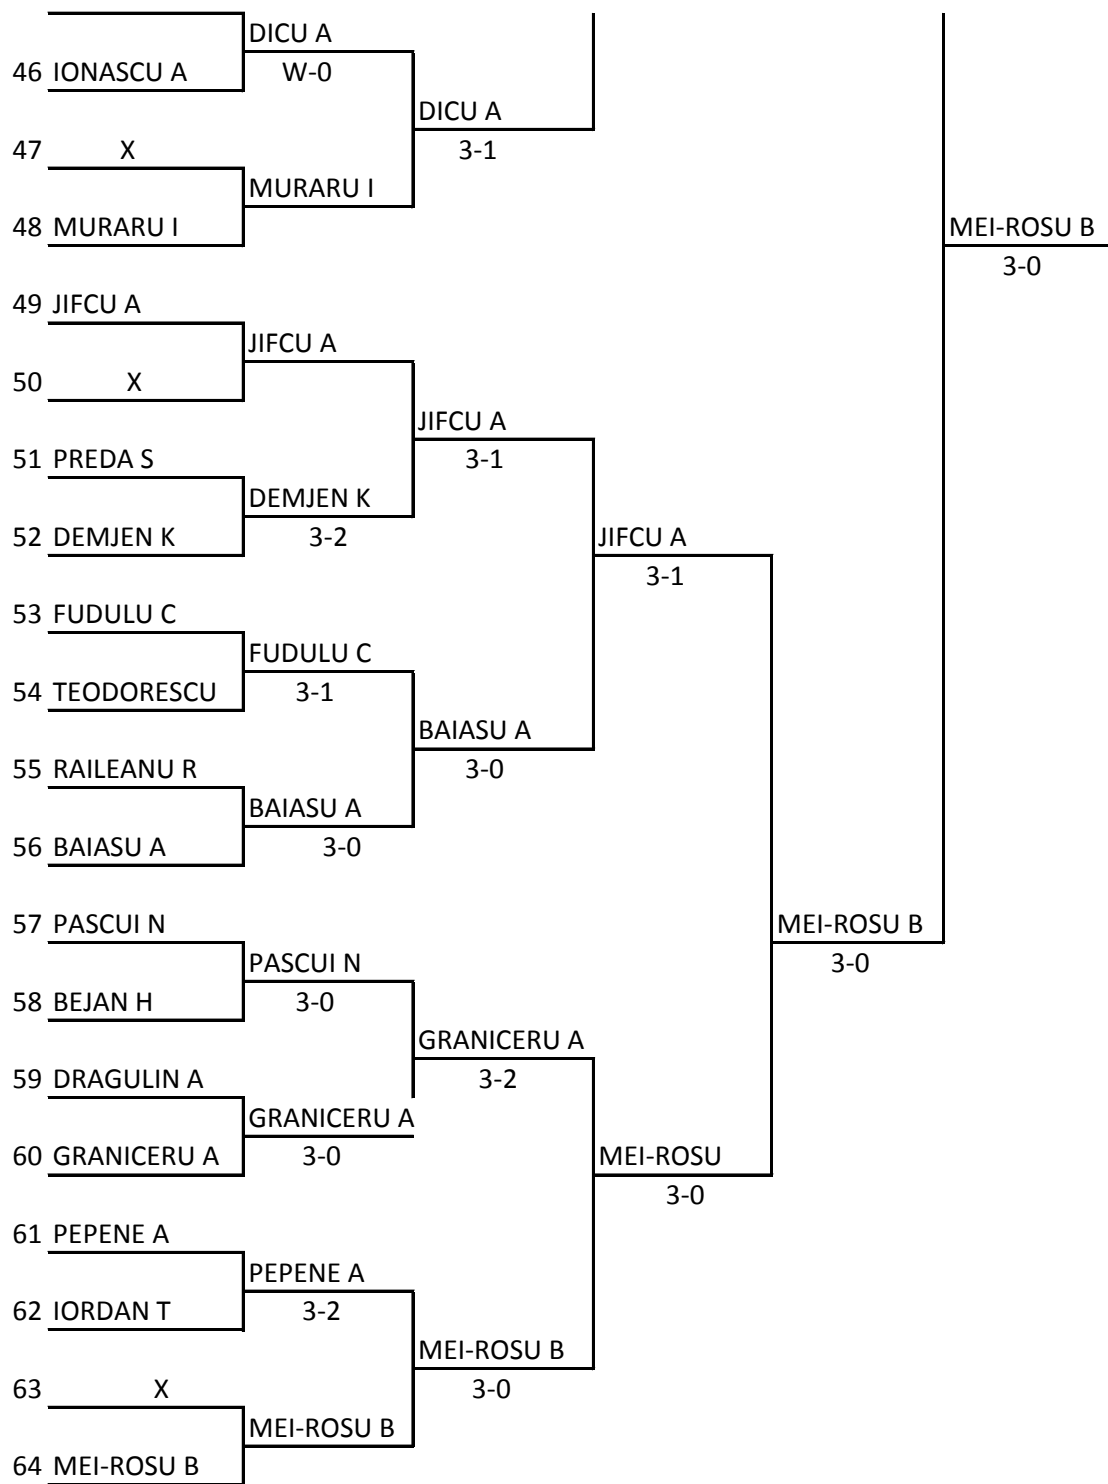 DICU A
46 IONASCU A
W-0
DICU A
47 X
3-1
MURARU I
48 MURARU I
MEI-ROSU B
3-0
49 JIFCU A
JIFCU A
50 X
JIFCU A
51 PREDA S
3-1
DEMJEN K
52 DEMJEN K
3-2
JIFCU A
3-1
53 FUDULU C
FUDULU C
54 TEODORESCU
3-1
BAIASU A
55 RAILEANU R
3-0
BAIASU A
56 BAIASU A
3-0
57 PASCUI N
MEI-ROSU B
3-0
PASCUI N
58 BEJAN H
3-0
GRANICERU A
59 DRAGULIN A
3-2
GRANICERU A
60 GRANICERU A
3-0
MEI-ROSU
3-0
61 PEPENE A
PEPENE A
62 IORDAN T
3-2
MEI-ROSU B
63 X
3-0
MEI-ROSU B
64 MEI-ROSU B